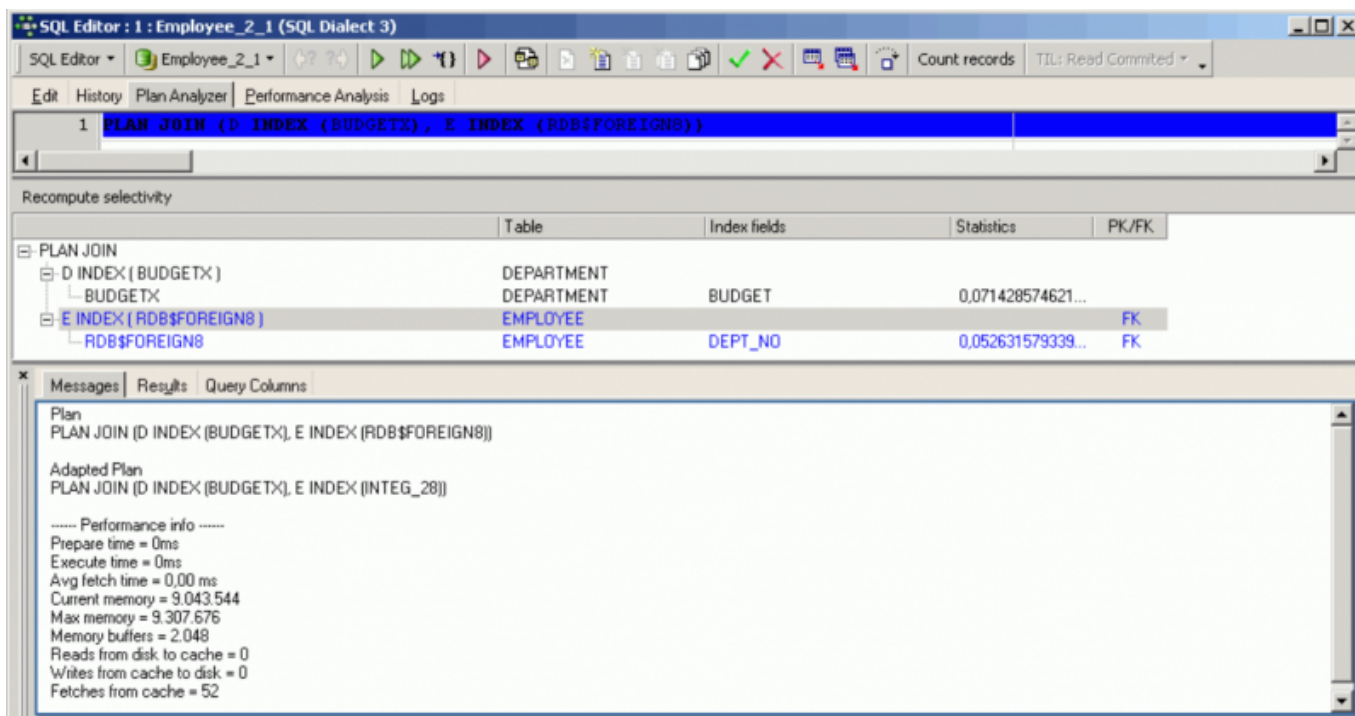 SQL Editor : 1 : Employee_2_1 (SQL Dialect 3)
SQL Editor Employee_2_1 Count records TIL: Read Commited
Edit History Plan Analyzer Performance Analysis Logs
1 PLAN JOIN (D INDEX (BUDGETX), E INDEX (RDB$FOREIGN8))
Recompute selectivity
Table Index fields Statistics PK/FK
PLAN JOIN
D INDEX ( BUDGETX ) DEPARTMENT
BUDGETX DEPARTMENT BUDGET 0,071428574621...
E INDEX ( RDB$FOREIGN8 ) EMPLOYEE FK
RDB$FOREIGN8 EMPLOYEE DEPT_NO 0,052631579339... FK
Messages Results Query Columns
Plan
PLAN JOIN (D INDEX (BUDGETX), E INDEX (RDB$FOREIGN8))
Adapted Plan
PLAN JOIN (D INDEX (BUDGETX), E INDEX (INTEG_28))
------ Performance info ------
Prepare time = 0ms
Execute time = 0ms
Avg fetch time = 0,00 ms
Current memory = 9.043.544
Max memory = 9.307.676
Memory buffers = 2.048
Reads from disk to cache = 0
Writes from cache to disk = 0
Fetches from cache = 52